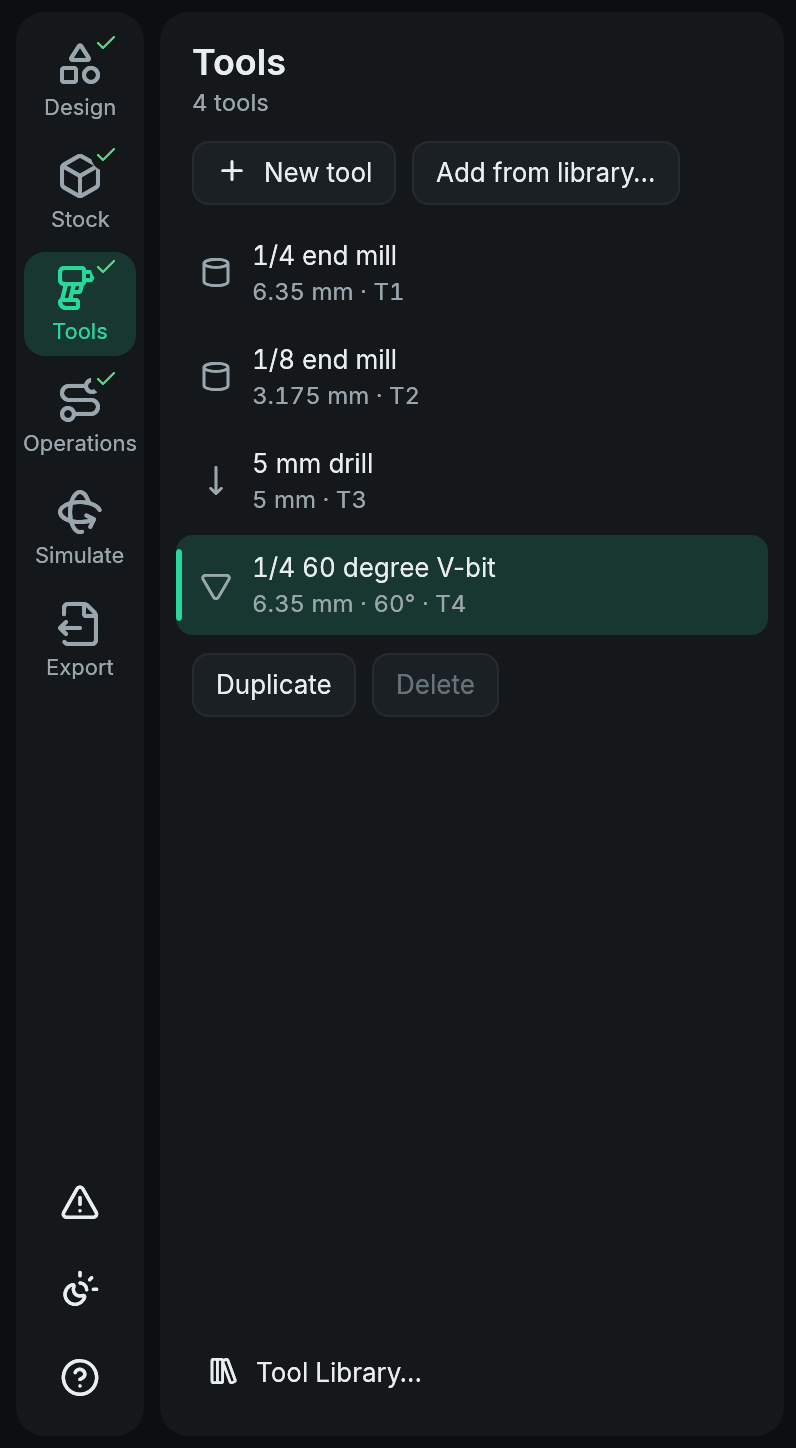 Design
Stock
Tools
Operations
Simulate
Export
Tools
4 tools
New tool
Add from library...
1/4 end mill
6.35 mm · T1
1/8 end mill
3.175 mm · T2
5 mm drill
5 mm · T3
1/4 60 degree V-bit
6.35 mm · 60° · T4
Duplicate
Delete
Tool Library...